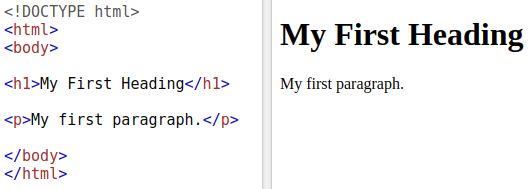 <!DOCTYPE html>
<html>
<body>
<h1>My First Heading</h1>
<p>My first paragraph.</p>
</body>
</html>
My First Heading
My first paragraph.